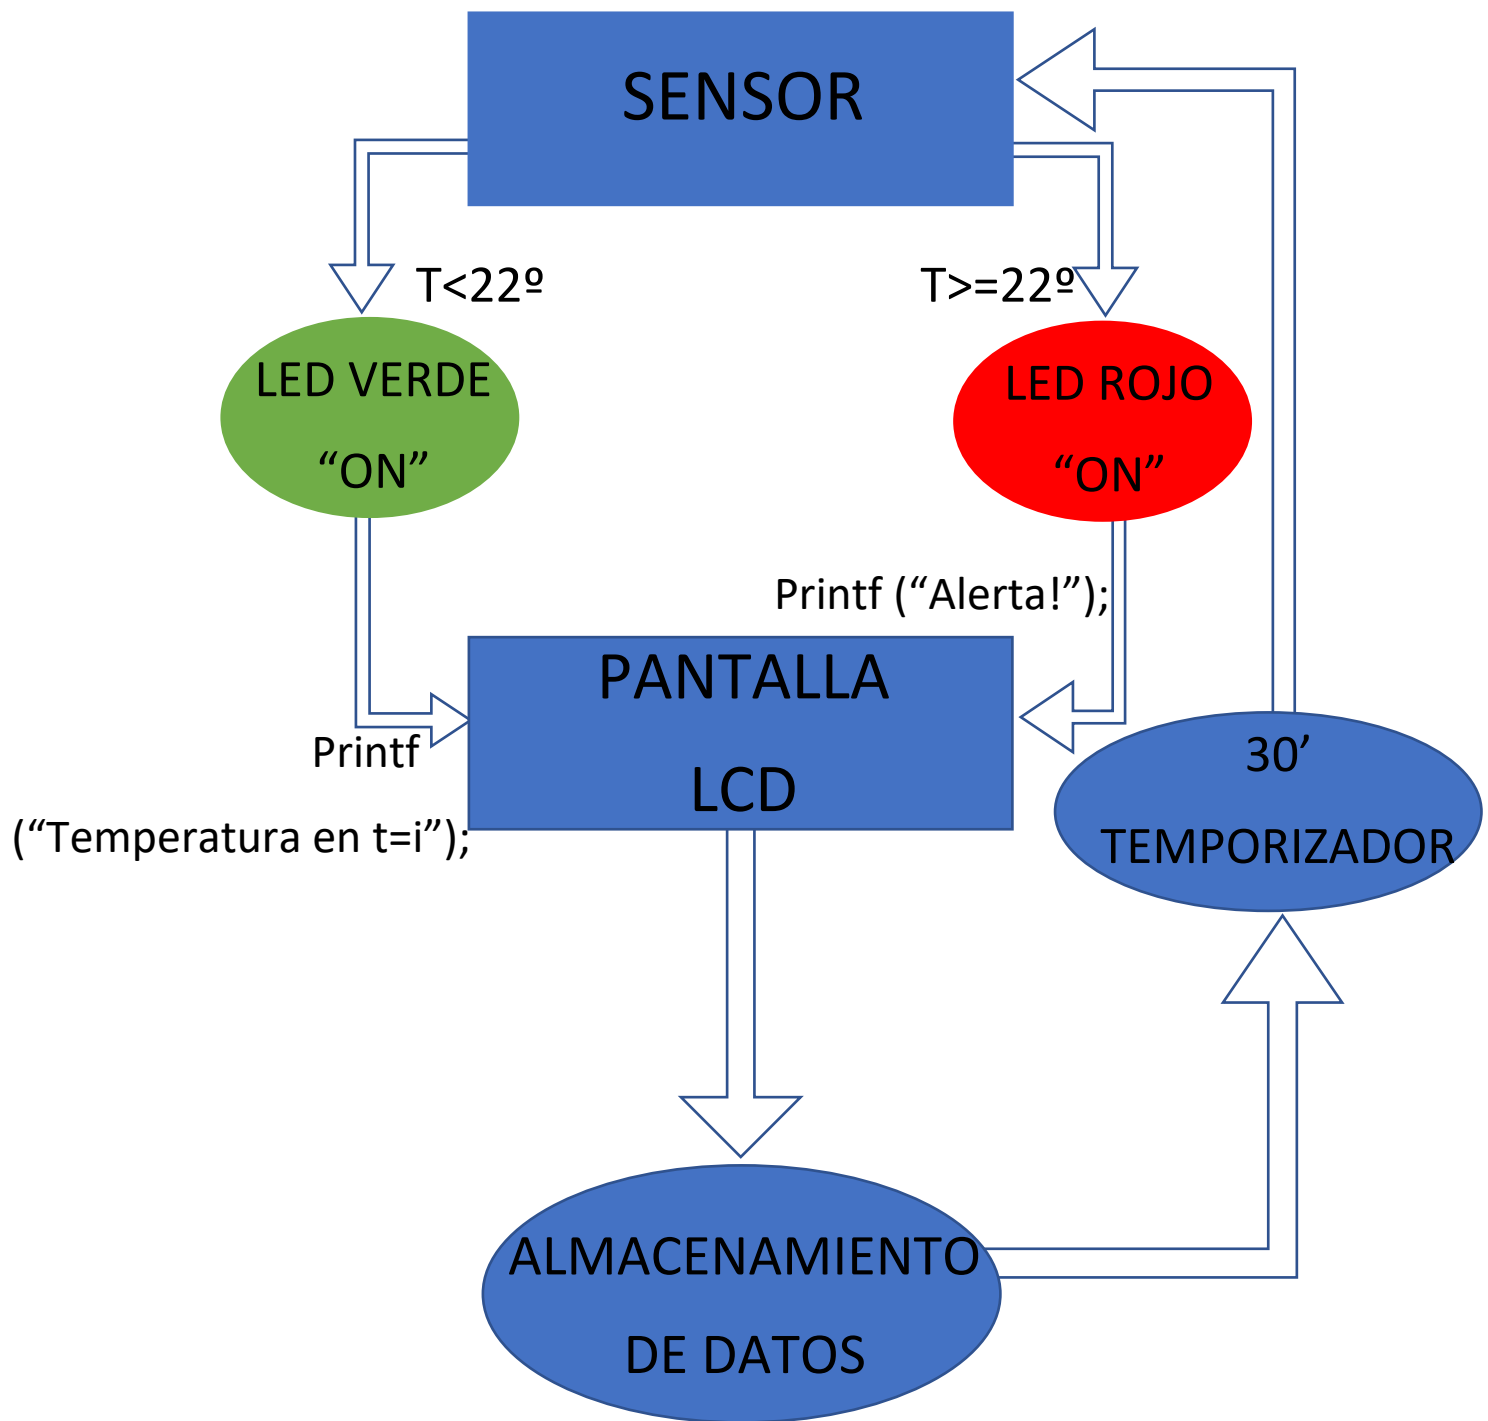 SENSOR
T<22º
T>=22º
LED VERDE
“ON”
LED ROJO
“ON”
Printf (“Alerta!”);
PANTALLA
LCD
Printf
(“Temperatura en t=i”);
30’
TEMPORIZADOR
ALMACENAMIENTO
DE DATOS